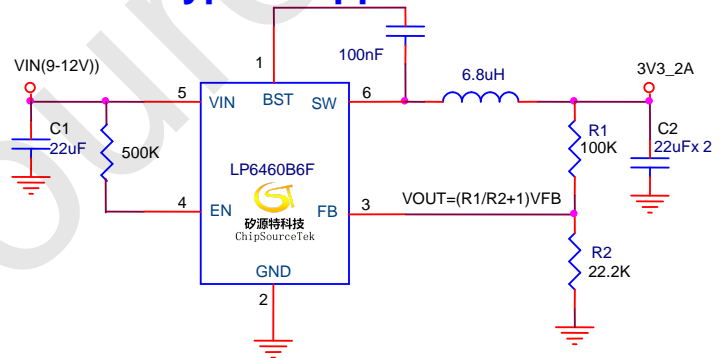 100nF
1
VIN(9-12V))
6.8uH
3V3_2A
5
VIN
BST
SW
6
C1
22uF
500K
R1
100K
C2
22uFx 2
LP6460B6F
4
EN
矽源特科技
ChipSourceTek
FB
3
VOUT=(R1/R2+1)VFB
R2
22.2K
GND
2